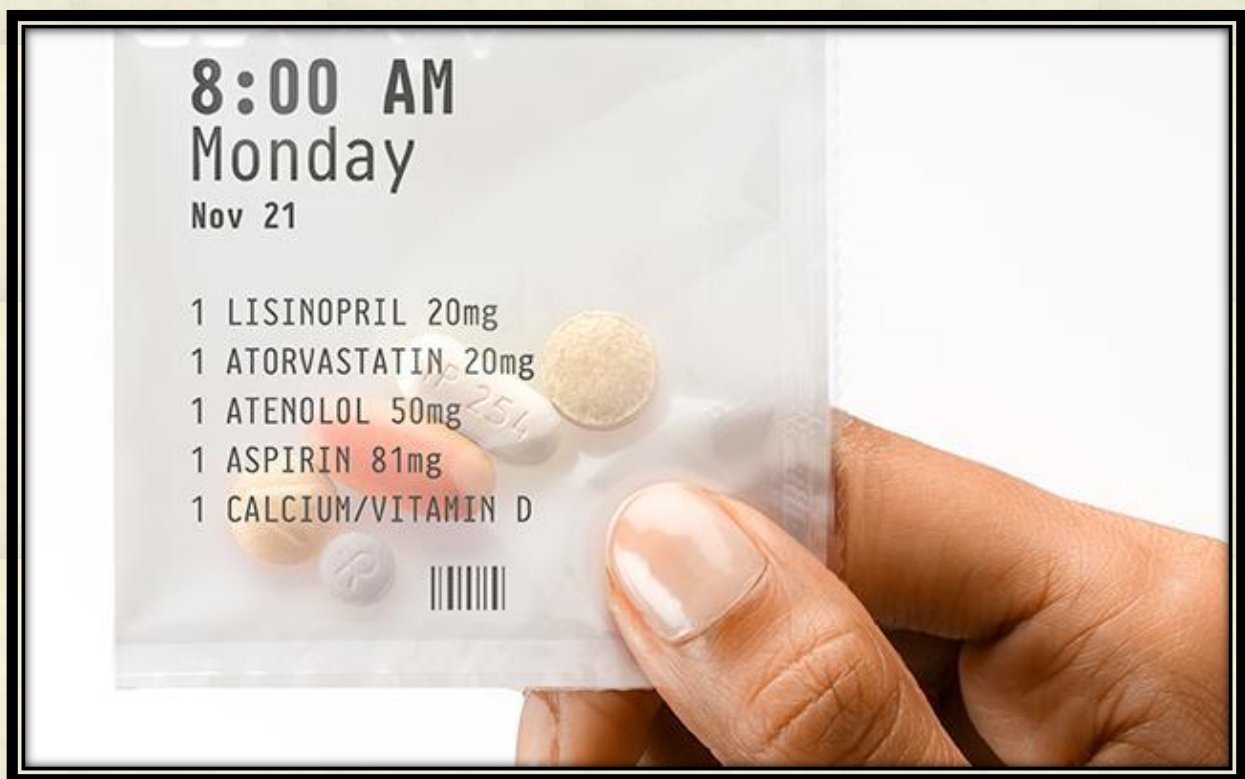 8:00 AM
Monday
Nov 21
1 LISINOPRIL 20mg
1 ATORVASTATIN 20mg
1 ATENOLOL 50mg
1 ASPIRIN 81mg
1 CALCIUM/VITAMIN D
254
R